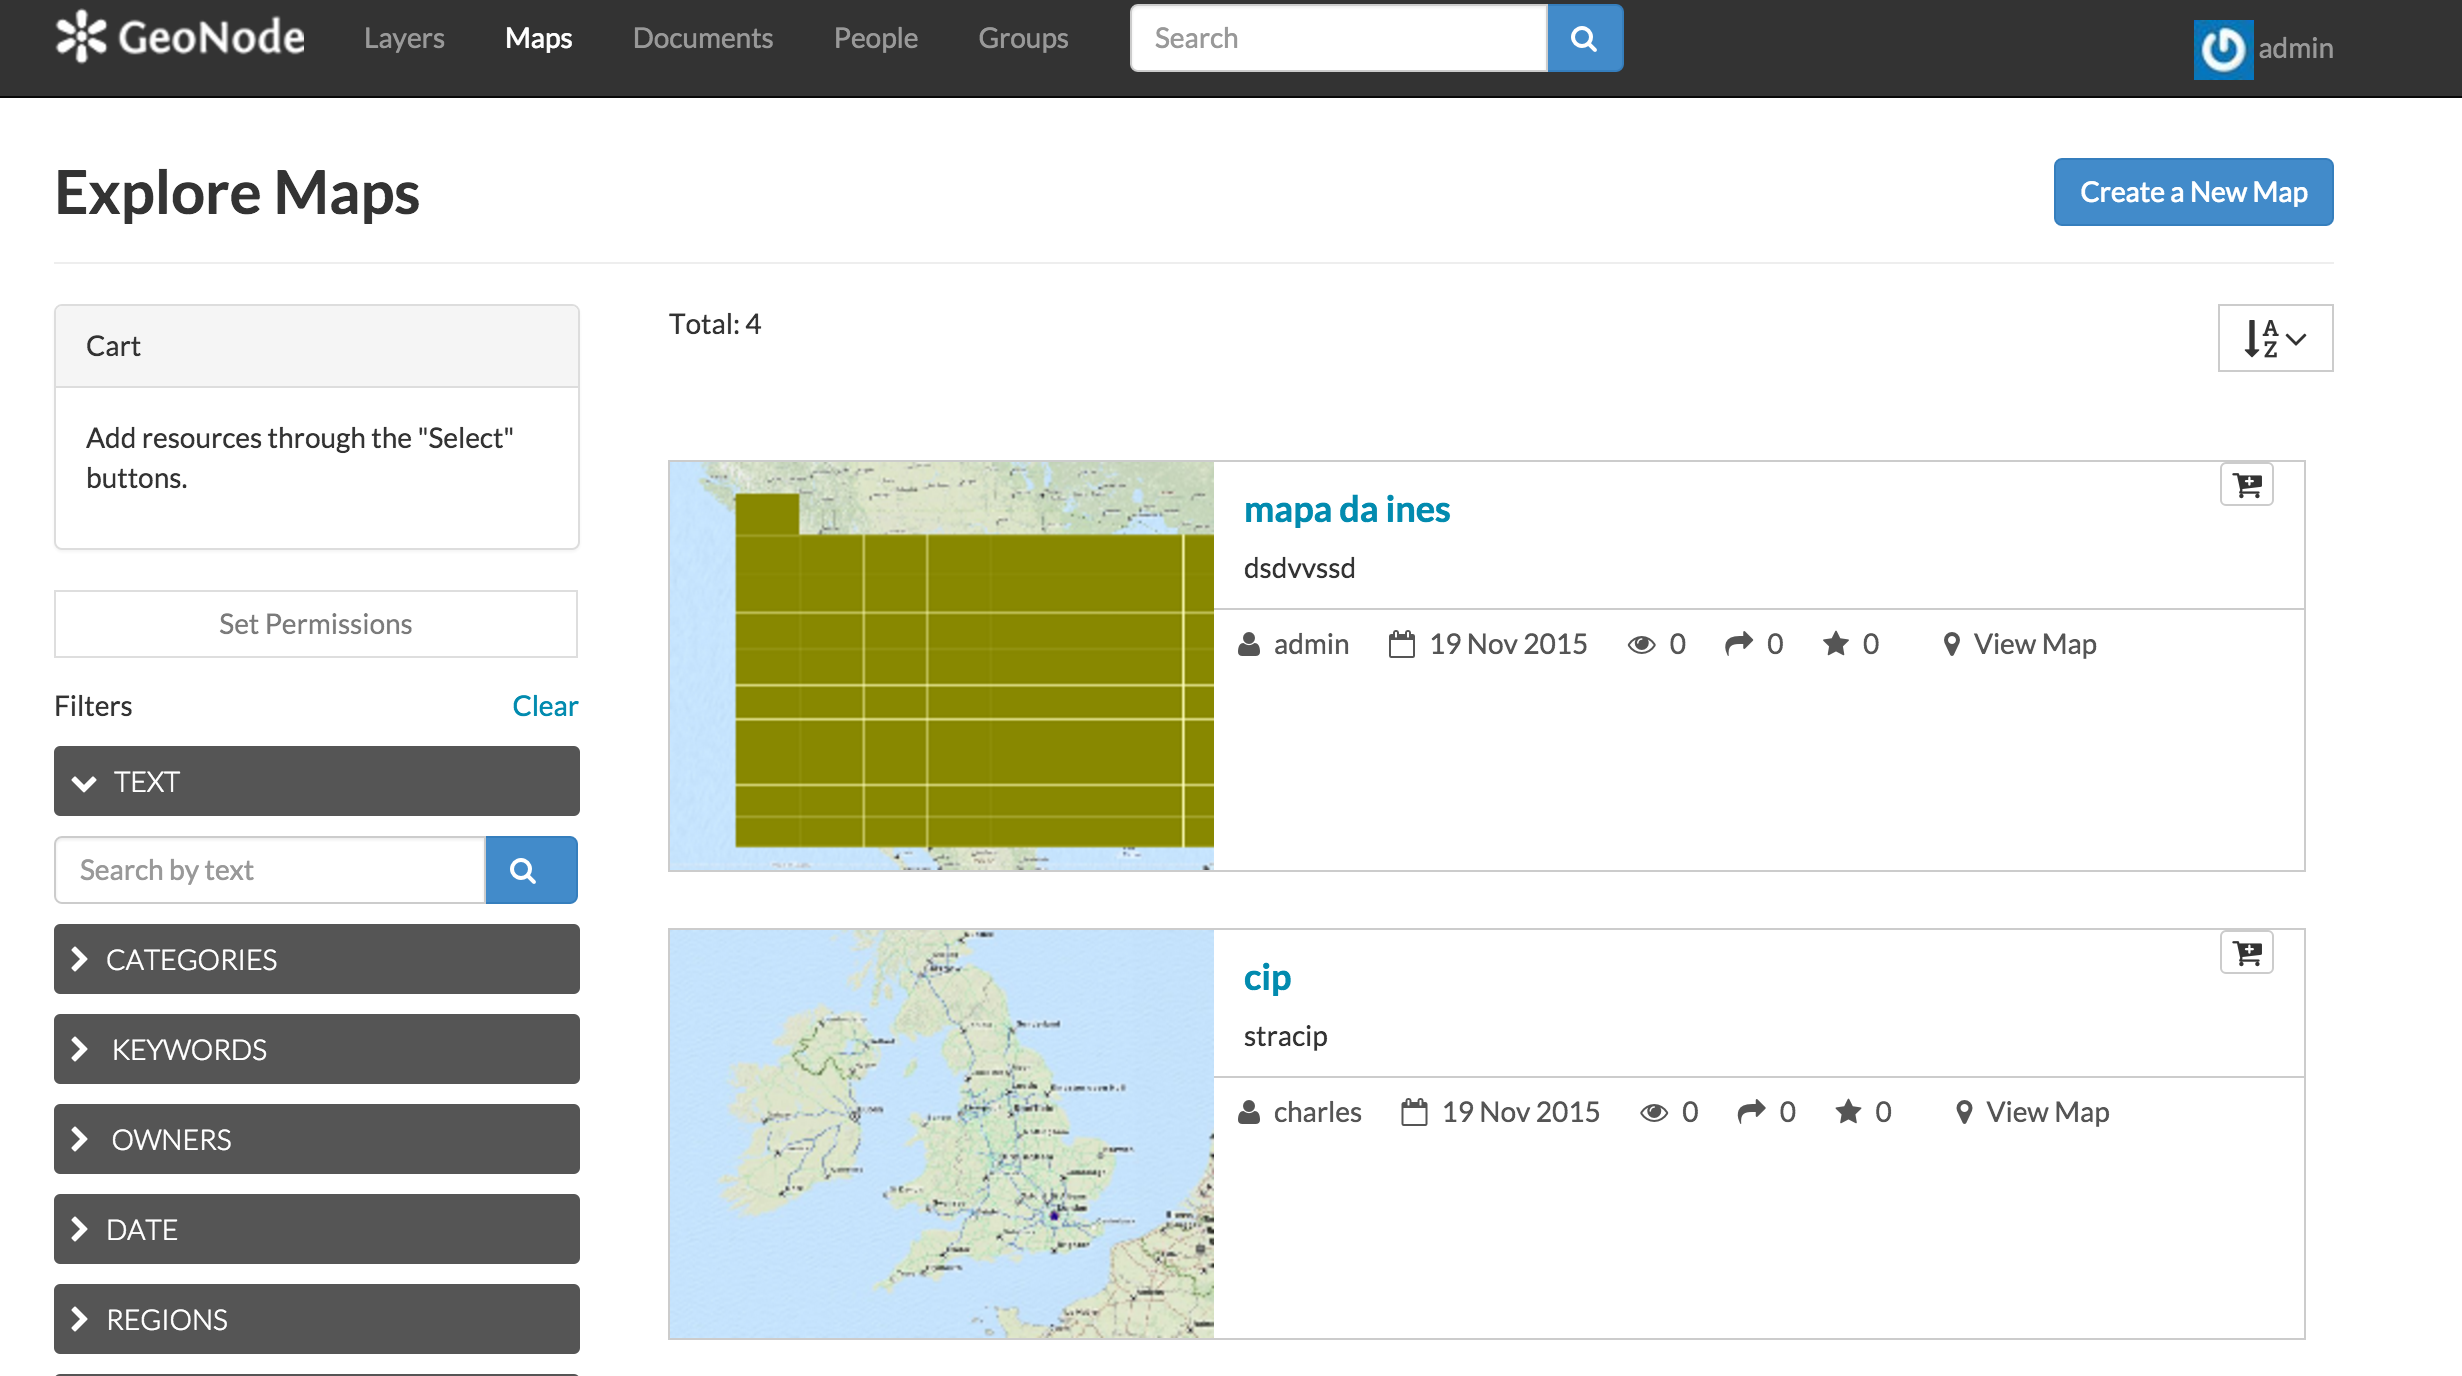 GeoNode
Layers
Maps
Documents
People
Groups
Search
admin
Explore Maps
Create a New Map
Cart
Add resources through the "Select"
buttons.
Set Permissions
Filters
Clear
TEXT
Search by text
CATEGORIES
KEYWORDS
OWNERS
DATE
REGIONS
Total: 4
A
Z
mapa da ines
dsdvvssd
admin 19 Nov 2015 0 0 0 View Map
cip
stracip
charles 19 Nov 2015 0 0 0 View Map